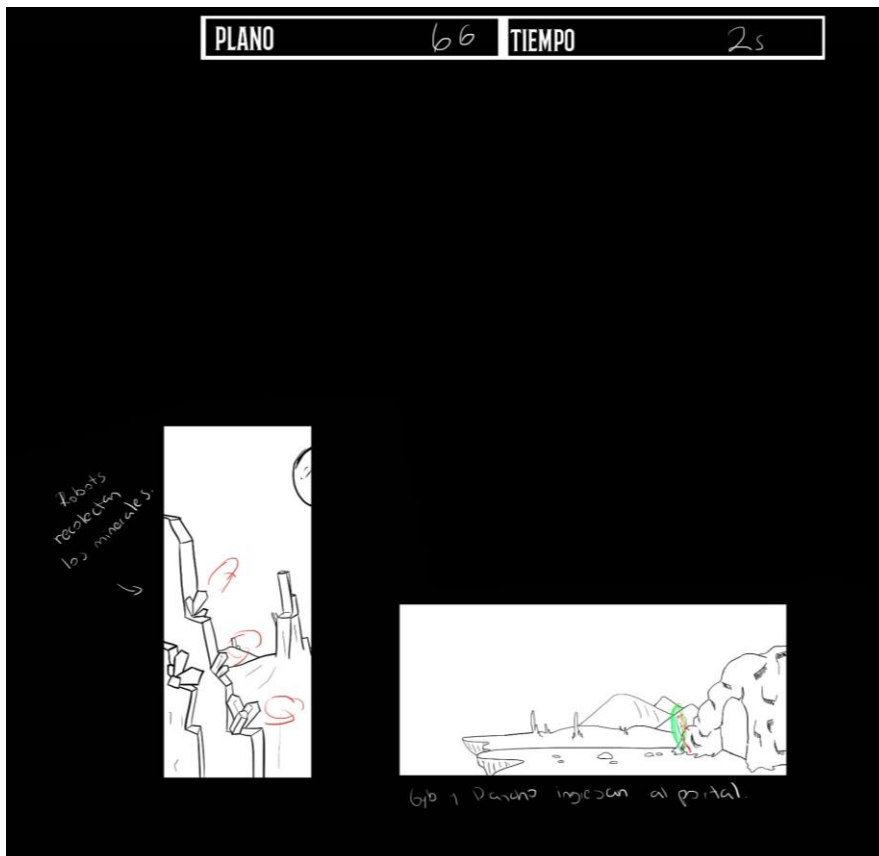 PLANO 66 TIEMPO 2s
Robots
recolectan
los minerales.
y Pancho ingresan al portal.